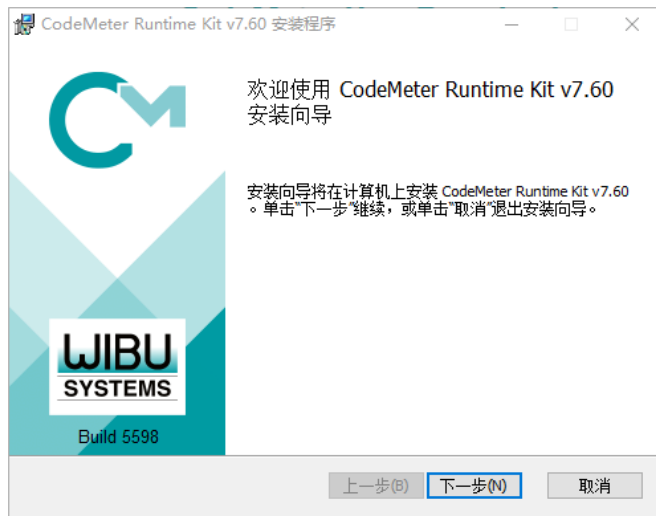 CodeMeter Runtime Kit v7.60 安装程序
欢迎使用 CodeMeter Runtime Kit v7.60
安装向导
安装向导将在计算机上安装 CodeMeter Runtime Kit v7.60
。单击"下一步"继续，或单击"取消"退出安装向导。
WIBU
SYSTEMS
Build 5598
上一步(B)
下一步(N)
取消